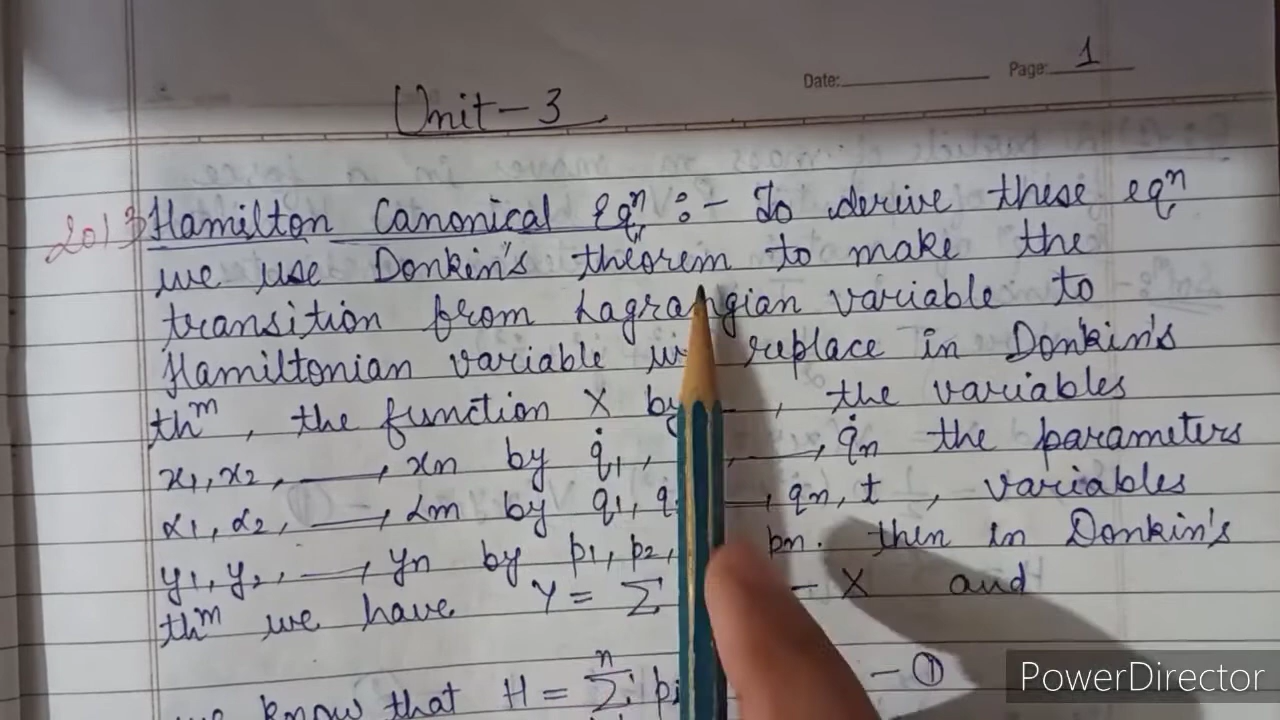 Date:
Page: 1
Unit-3
2013 Hamilton Canonical Eqⁿ :- To derive these eqⁿ
we use Donkin's theorem to make the
transition from Lagrangian variable to
Hamiltonian variable replace in Donkin's
thᵐ, the function X by , the variables
x₁, x₂, —, xn by q̇₁, —, q̇n the parameters
α₁, α₂, —, αm by q₁, —, qn, t, variables
y₁, y₂, —, yn by p₁, p₂, pn. then in Donkin's
thᵐ we have Y = Σ - X and
we know that H = Σ - ①
PowerDirector